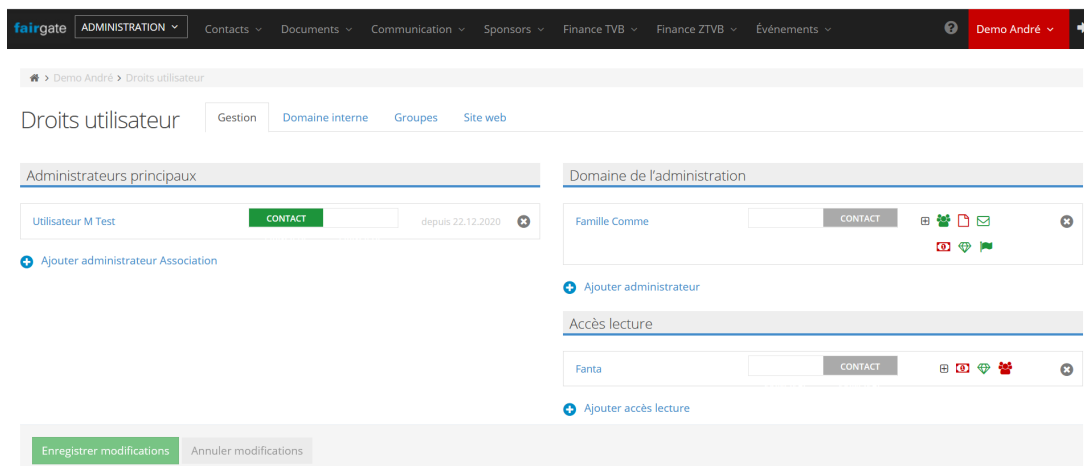 fairgate ADMINISTRATION Contacts Documents Communication Sponsors Finance TVB Finance ZTVB Événements Demo André
> Demo André > Droits utilisateur
Droits utilisateur Gestion Domaine interne Groupes Site web
Administrateurs principaux
Utilisateur M Test CONTACT depuis 22.12.2020
Ajouter administrateur Association
Domaine de l'administration
Famille Comme CONTACT
Ajouter administrateur
Accès lecture
Fanta CONTACT
Ajouter accès lecture
Enregistrer modifications Annuler modifications